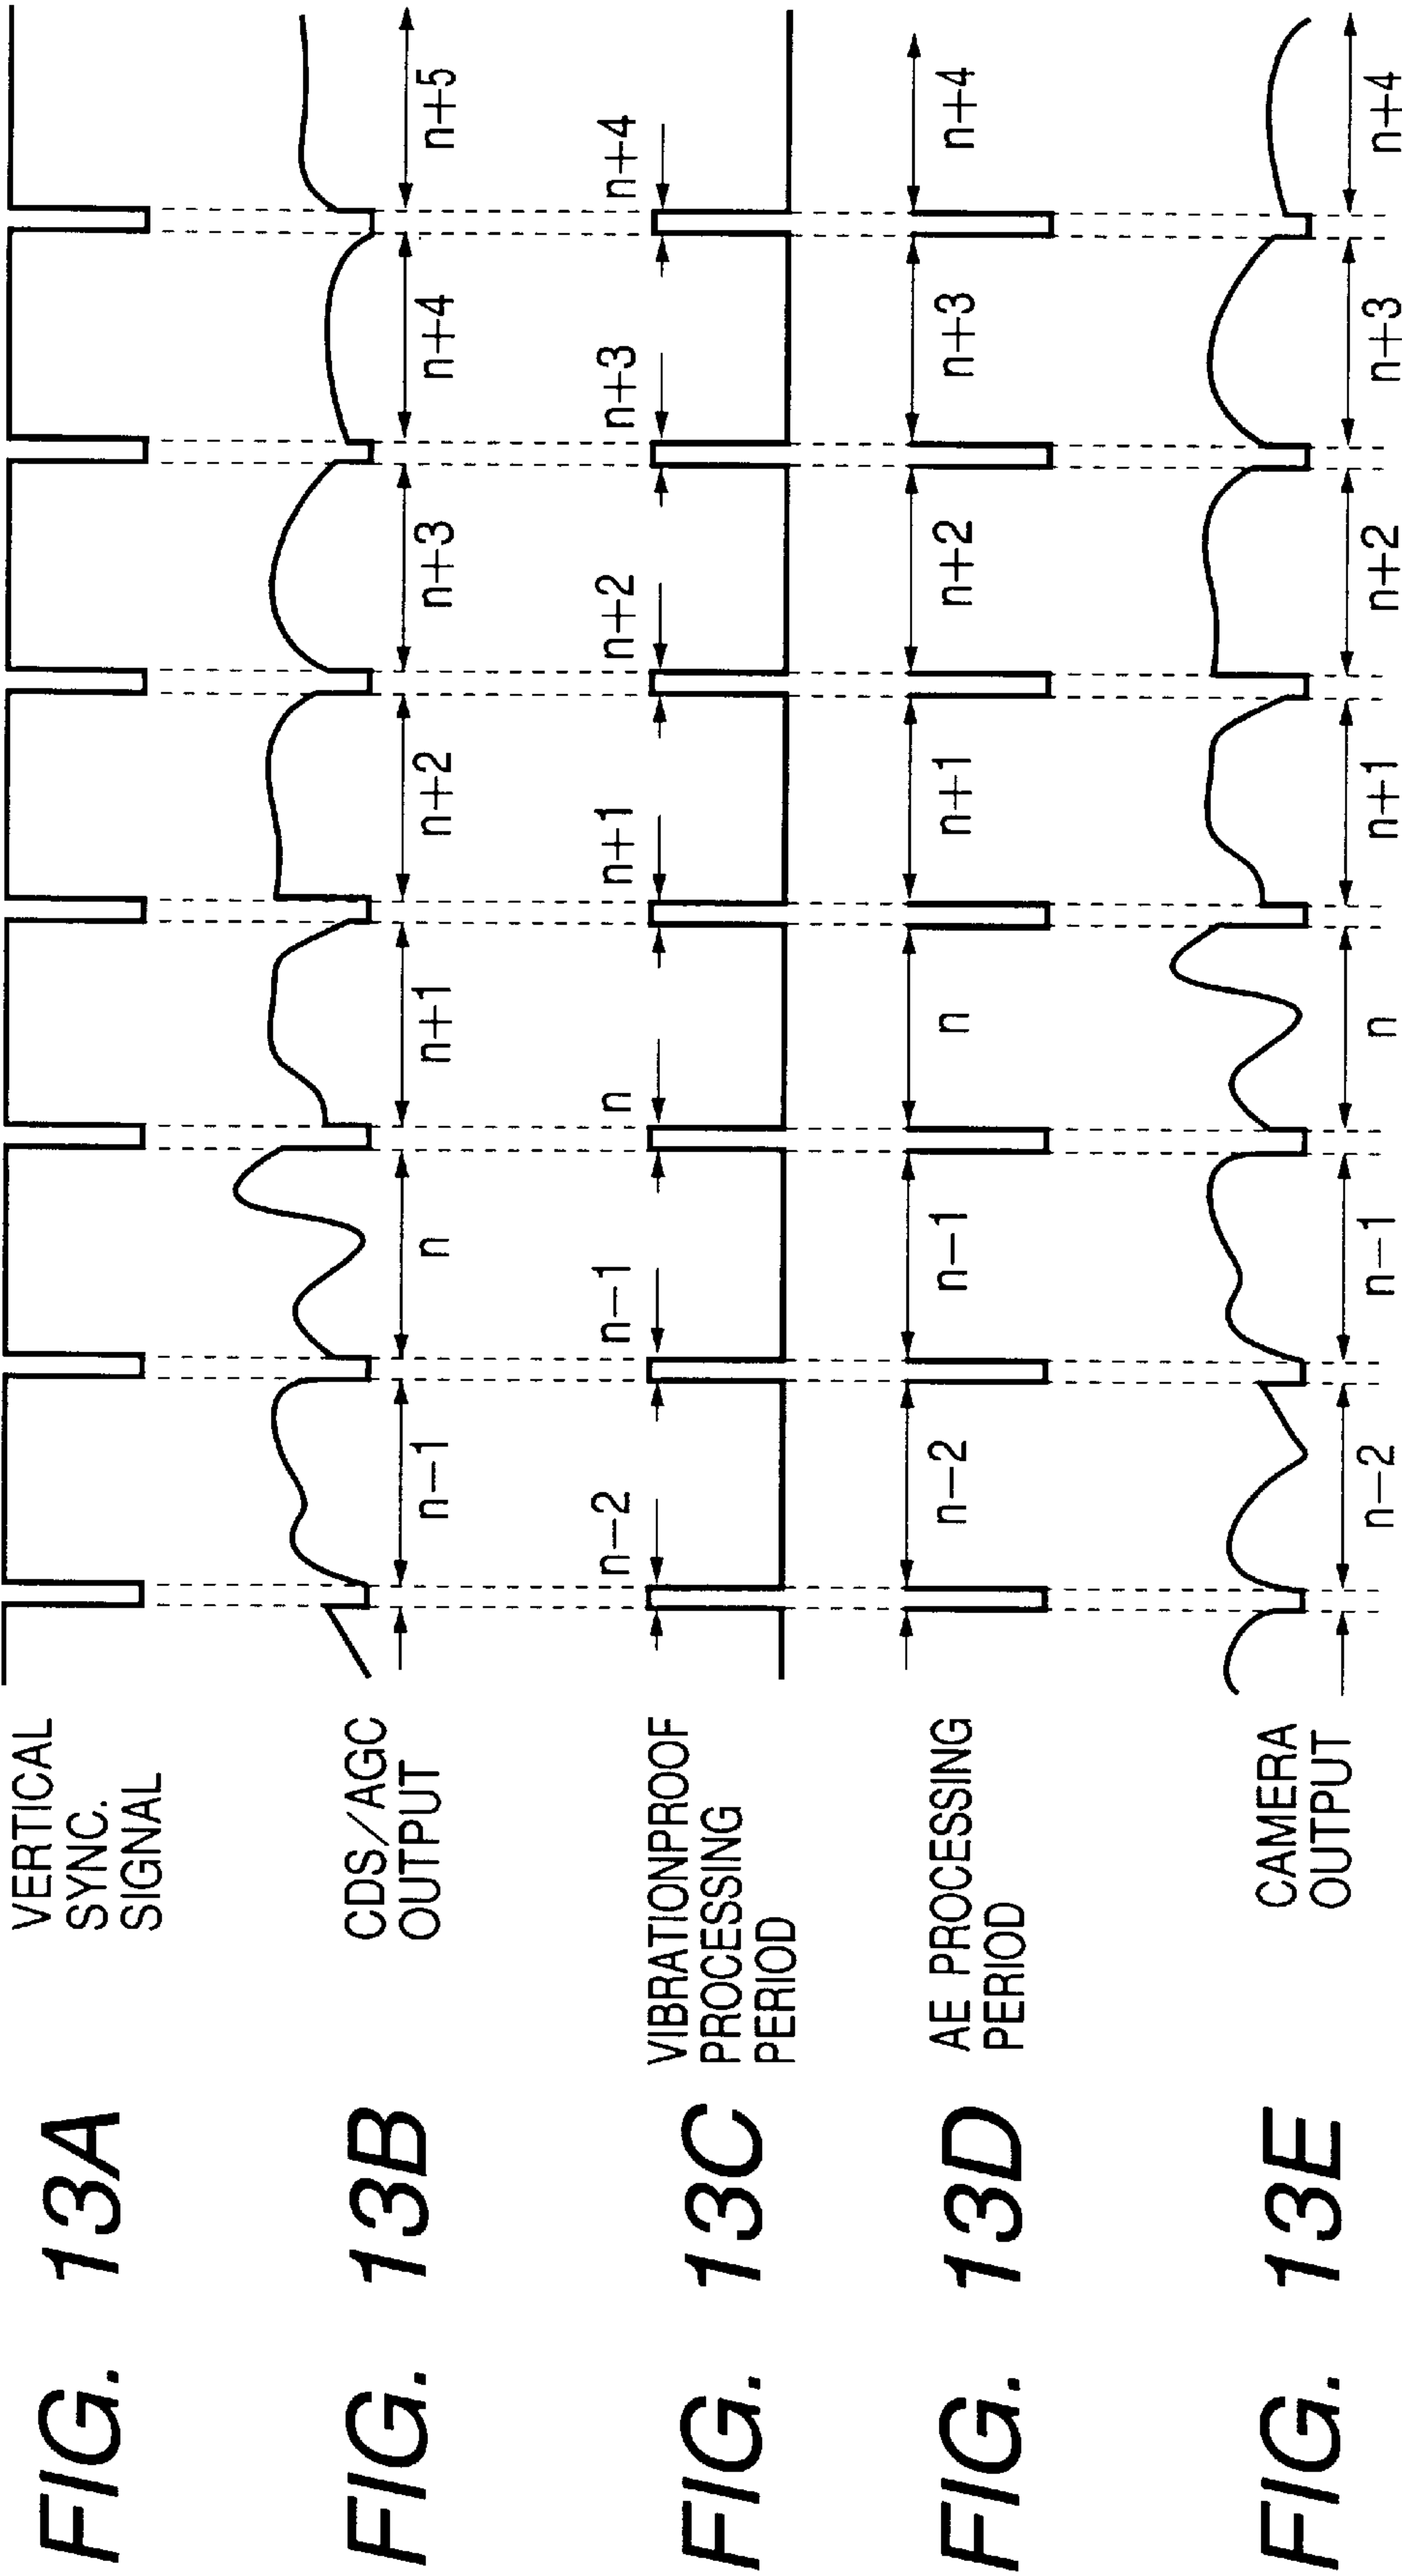 FIG. 13A
VERTICAL
SYNC.
SIGNAL
FIG. 13B
CDS/AGC
OUTPUT
n−1
n
n+1
n+2
n+3
n+4
n+5
FIG. 13C
VIBRATIONPROOF
PROCESSING
PERIOD
n−2
n−1
n
n+1
n+2
n+3
n+4
FIG. 13D
AE PROCESSING
PERIOD
n−2
n−1
n
n+1
n+2
n+3
n+4
FIG. 13E
CAMERA
OUTPUT
n−2
n−1
n
n+1
n+2
n+3
n+4